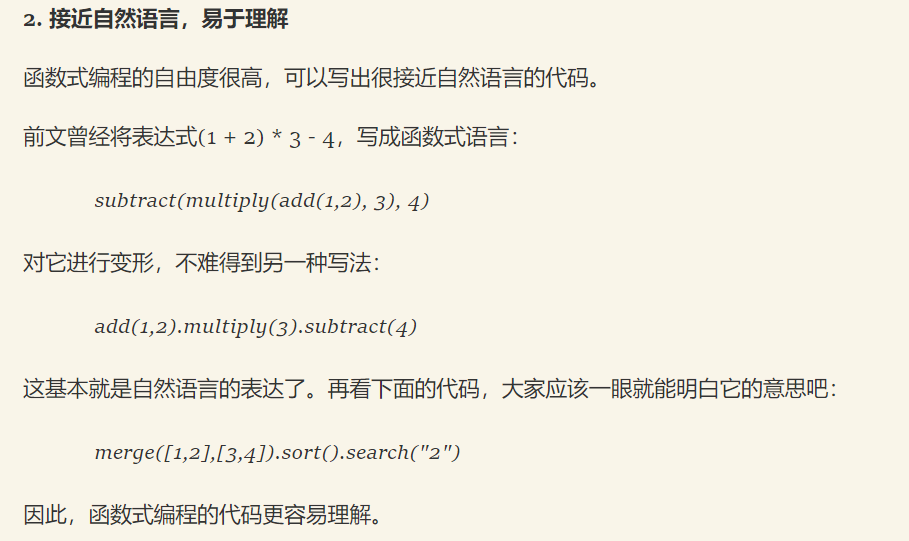 2. 接近自然语言，易于理解
函数式编程的自由度很高，可以写出很接近自然语言的代码。
前文曾经将表达式(1 + 2) * 3 - 4，写成函数式语言：
subtract(multiply(add(1,2), 3), 4)
对它进行变形，不难得到另一种写法：
add(1,2).multiply(3).subtract(4)
这基本就是自然语言的表达了。再看下面的代码，大家应该一眼就能明白它的意思吧：
merge([1,2],[3,4]).sort().search("2")
因此，函数式编程的代码更容易理解。